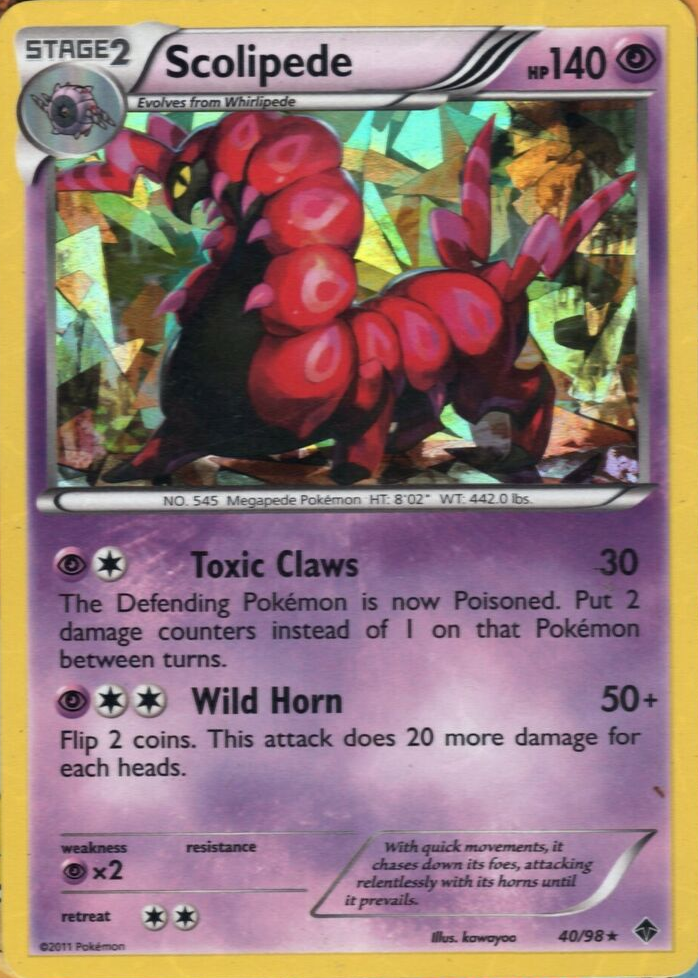 STAGE2
Scolipede
HP140
Evolves from Whirlipede
NO. 545 Megapede Pokémon HT: 8'02" WT: 442.0 lbs.
Toxic Claws 30
The Defending Pokémon is now Poisoned. Put 2
damage counters instead of 1 on that Pokémon
between turns.
Wild Horn 50+
Flip 2 coins. This attack does 20 more damage for
each heads.
weakness resistance
×2
With quick movements, it
chases down its foes, attacking
relentlessly with its horns until
it prevails.
retreat
©2011 Pokémon
Illus. kawayoo 40/98★